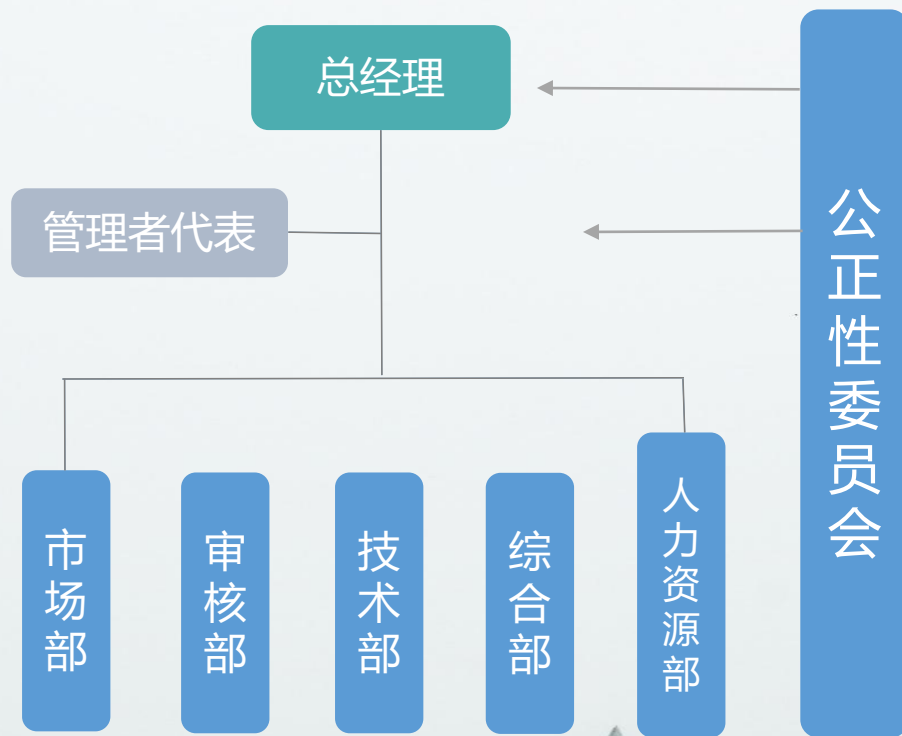 总经理
管理者代表
公正性委员会
市场部
审核部
技术部
综合部
人力资源部